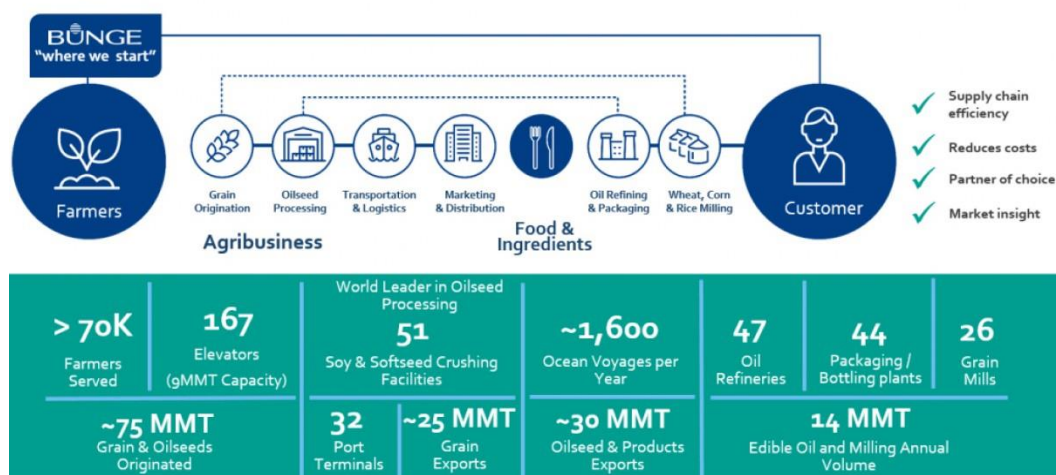 BUNGE
"where we start"
Farmers
Grain
Origination
Oilseed
Processing
Transportation
& Logistics
Marketing
& Distribution
Oil Refining
& Packaging
Wheat, Corn
& Rice Milling
Agribusiness
Food &
Ingredients
Customer
Supply chain
efficiency
Reduces costs
Partner of choice
Market insight
> 70K
Farmers
Served
167
Elevators
(9MMT Capacity)
World Leader in Oilseed
Processing
51
Soy & Softseed Crushing
Facilities
~1,600
Ocean Voyages per
Year
47
Oil
Refineries
44
Packaging /
Bottling plants
26
Grain
Mills
~75 MMT
Grain & Oilseeds
Originated
32
Port
Terminals
~25 MMT
Grain
Exports
~30 MMT
Oilseed & Products
Exports
14 MMT
Edible Oil and Milling Annual
Volume